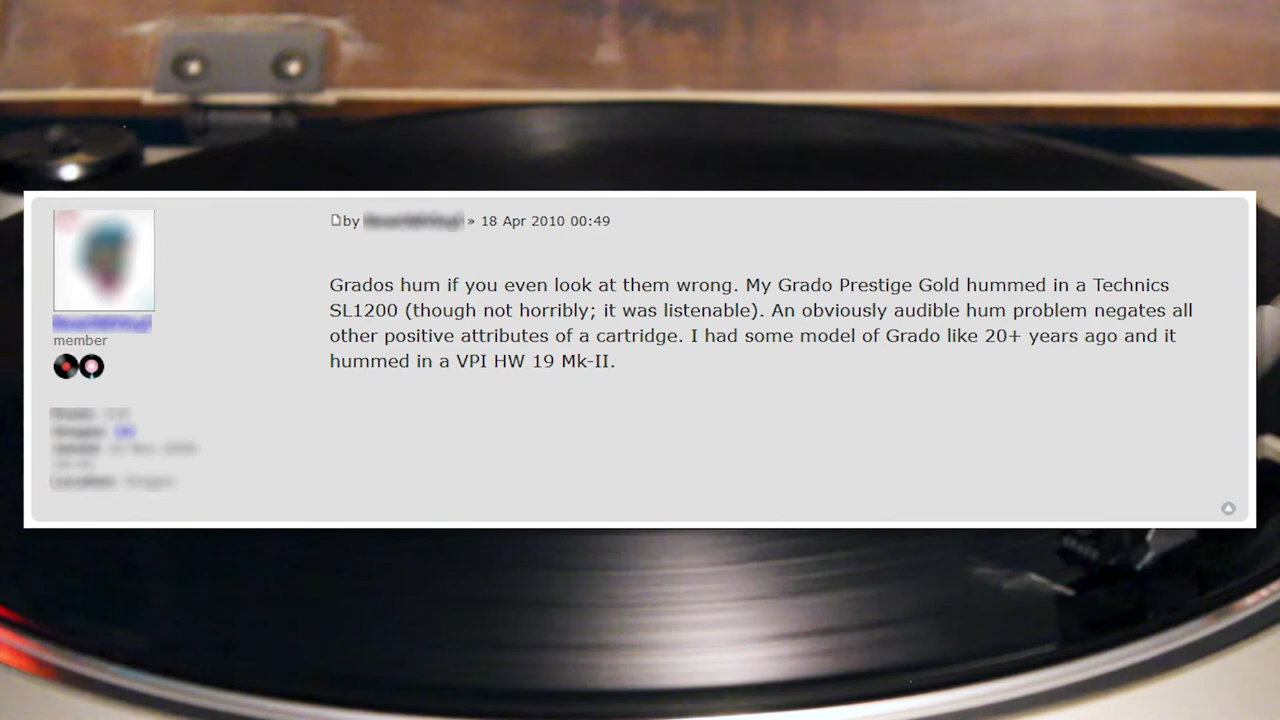 by » 18 Apr 2010 00:49
Grados hum if you even look at them wrong. My Grado Prestige Gold hummed in a Technics
SL1200 (though not horribly; it was listenable). An obviously audible hum problem negates all
other positive attributes of a cartridge. I had some model of Grado like 20+ years ago and it
hummed in a VPI HW 19 Mk-II.
member